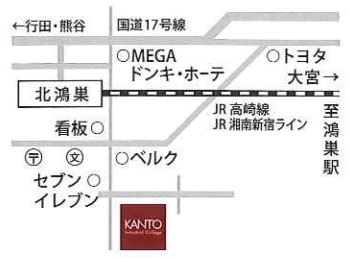 ←行田・熊谷
国道17号線
○MEGA
ドンキ・ホーテ
○トヨタ
大宮→
北鴻巣
JR 高崎線
JR 湘南新宿ライン
至鴻巣駅
看板○
〒
文
○ベルク
セブン○
イレブン
KANTO
Industrial College